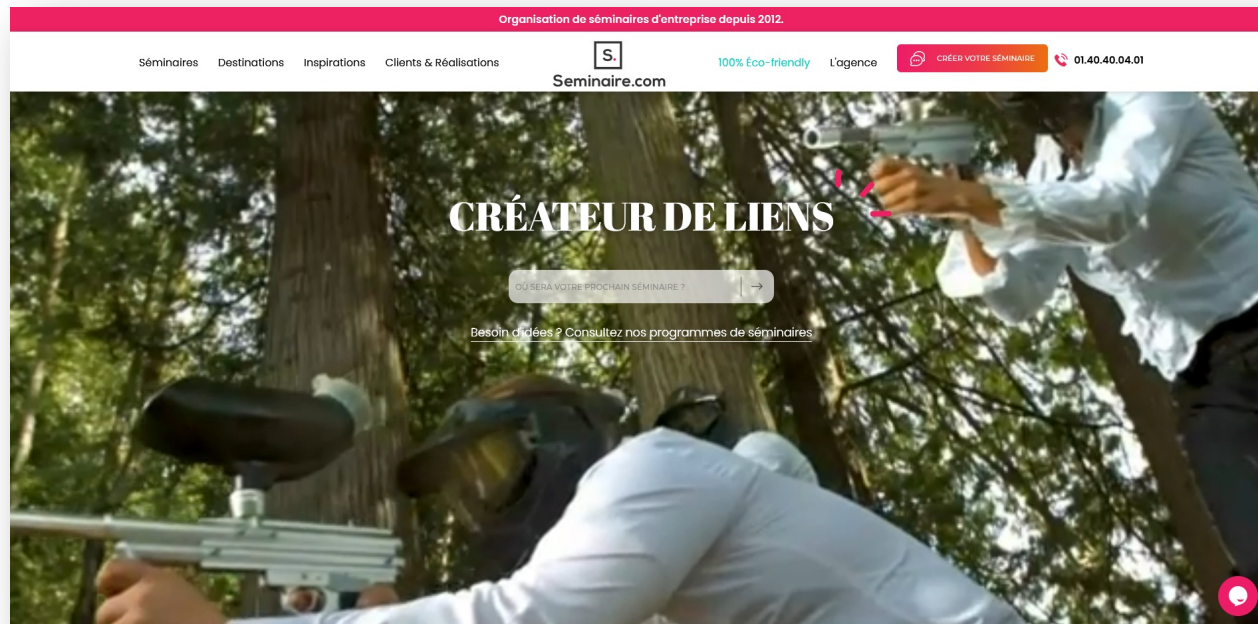 Organisation de séminaires d'entreprise depuis 2012.
Séminaires Destinations Inspirations Clients & Réalisations
S.
Seminaire.com
100% Éco-friendly L'agence
CRÉER VOTRE SÉMINAIRE
01.40.40.04.01
CRÉATEUR DE LIENS
OÙ SERA VOTRE PROCHAIN SÉMINAIRE ?
Besoin d'idées ? Consultez nos programmes de séminaires